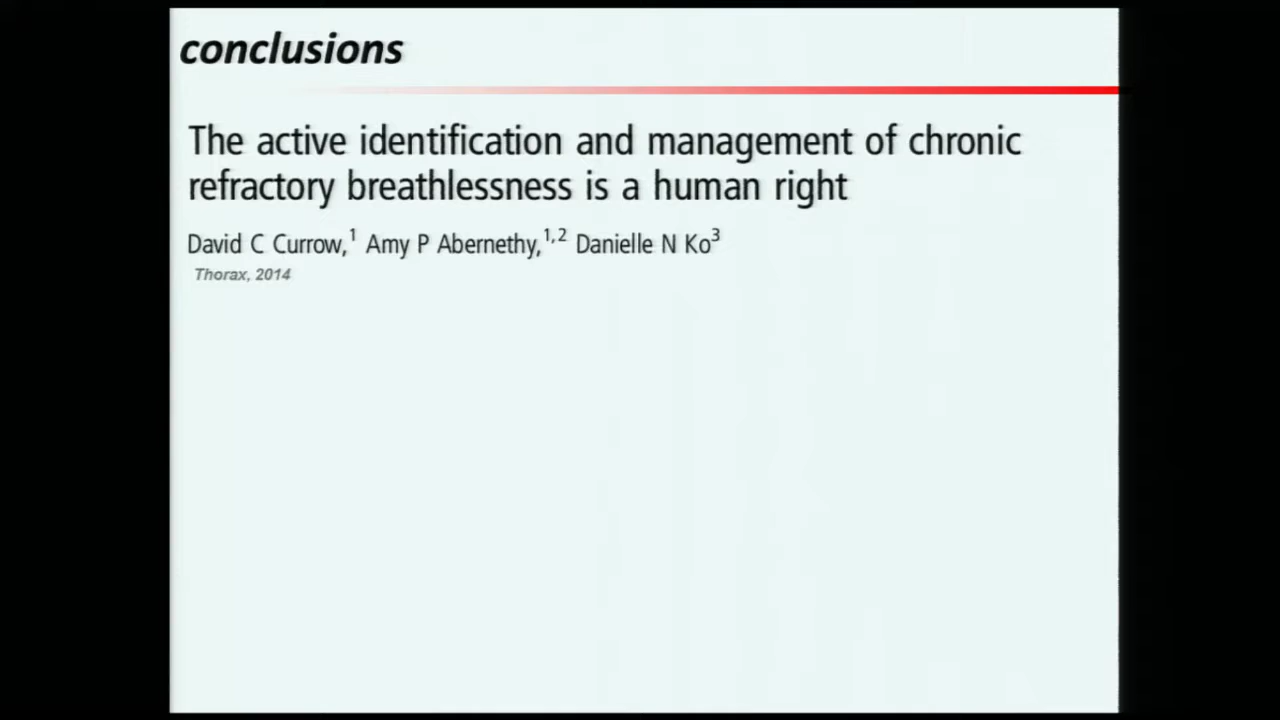 conclusions
The active identification and management of chronic
refractory breathlessness is a human right
David C Currow,¹ Amy P Abernethy,¹,² Danielle N Ko³
Thorax, 2014